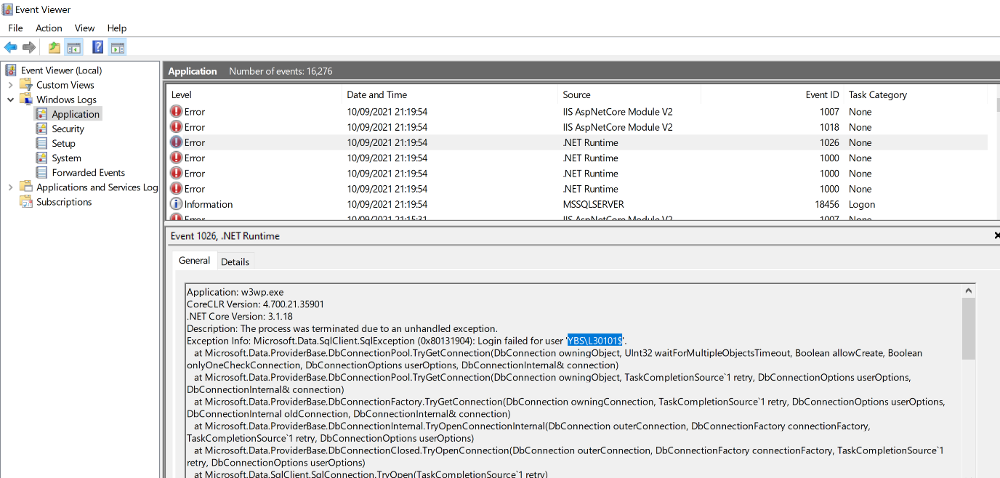 Event Viewer
File Action View Help
Event Viewer (Local)
Custom Views
Windows Logs
Application
Security
Setup
System
Forwarded Events
Applications and Services Log
Subscriptions
Application Number of events: 16,276
Level Date and Time Source Event ID Task Category
Error 10/09/2021 21:19:54 IIS AspNetCore Module V2 1007 None
Error 10/09/2021 21:19:54 IIS AspNetCore Module V2 1018 None
Error 10/09/2021 21:19:54 .NET Runtime 1026 None
Error 10/09/2021 21:19:54 .NET Runtime 1000 None
Error 10/09/2021 21:19:54 .NET Runtime 1000 None
Error 10/09/2021 21:19:54 .NET Runtime 1000 None
Information 10/09/2021 21:19:54 MSSQLSERVER 18456 Logon
Error 10/09/2021 21:15:31 IIS AspNetCore Module V2 1007 None
Event 1026, .NET Runtime
General Details
Application: w3wp.exe
CoreCLR Version: 4.700.21.35901
.NET Core Version: 3.1.18
Description: The process was terminated due to an unhandled exception.
Exception Info: Microsoft.Data.SqlClient.SqlException (0x80131904): Login failed for user 'YBS\L30101$'.
at Microsoft.Data.ProviderBase.DbConnectionPool.TryGetConnection(DbConnection owningObject, UInt32 waitForMultipleObjectsTimeout, Boolean allowCreate, Boolean
onlyOneCheckConnection, DbConnectionOptions userOptions, DbConnectionInternal& connection)
at Microsoft.Data.ProviderBase.DbConnectionPool.TryGetConnection(DbConnection owningObject, TaskCompletionSource`1 retry, DbConnectionOptions userOptions,
DbConnectionInternal& connection)
at Microsoft.Data.ProviderBase.DbConnectionFactory.TryGetConnection(DbConnection owningConnection, TaskCompletionSource`1 retry, DbConnectionOptions userOptions,
DbConnectionInternal oldConnection, DbConnectionInternal& connection)
at Microsoft.Data.ProviderBase.DbConnectionInternal.TryOpenConnectionInternal(DbConnection outerConnection, DbConnectionFactory connectionFactory,
TaskCompletionSource`1 retry, DbConnectionOptions userOptions)
at Microsoft.Data.ProviderBase.DbConnectionClosed.TryOpenConnection(DbConnection outerConnection, DbConnectionFactory connectionFactory, TaskCompletionSource`1
retry, DbConnectionOptions userOptions)
at Microsoft.Data.SqlClient.SqlConnection.TryOpen(TaskCompletionSource`1 retry)